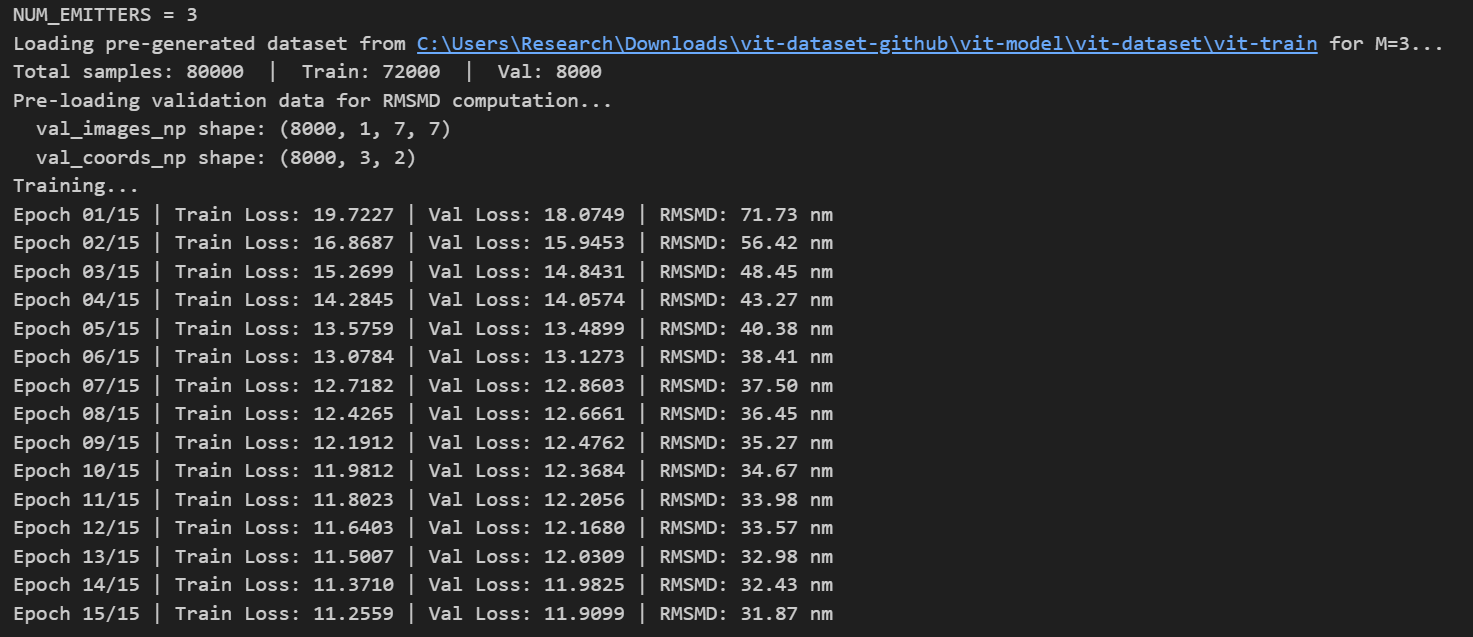 NUM_EMITTERS = 3
Loading pre-generated dataset from C:\Users\Research\Downloads\vit-dataset-github\vit-model\vit-dataset\vit-train for M=3...
Total samples: 80000  |  Train: 72000  |  Val: 8000
Pre-loading validation data for RMSMD computation...
  val_images_np shape: (8000, 1, 7, 7)
  val_coords_np shape: (8000, 3, 2)
Training...
Epoch 01/15 | Train Loss: 19.7227 | Val Loss: 18.0749 | RMSMD: 71.73 nm
Epoch 02/15 | Train Loss: 16.8687 | Val Loss: 15.9453 | RMSMD: 56.42 nm
Epoch 03/15 | Train Loss: 15.2699 | Val Loss: 14.8431 | RMSMD: 48.45 nm
Epoch 04/15 | Train Loss: 14.2845 | Val Loss: 14.0574 | RMSMD: 43.27 nm
Epoch 05/15 | Train Loss: 13.5759 | Val Loss: 13.4899 | RMSMD: 40.38 nm
Epoch 06/15 | Train Loss: 13.0784 | Val Loss: 13.1273 | RMSMD: 38.41 nm
Epoch 07/15 | Train Loss: 12.7182 | Val Loss: 12.8603 | RMSMD: 37.50 nm
Epoch 08/15 | Train Loss: 12.4265 | Val Loss: 12.6661 | RMSMD: 36.45 nm
Epoch 09/15 | Train Loss: 12.1912 | Val Loss: 12.4762 | RMSMD: 35.27 nm
Epoch 10/15 | Train Loss: 11.9812 | Val Loss: 12.3684 | RMSMD: 34.67 nm
Epoch 11/15 | Train Loss: 11.8023 | Val Loss: 12.2056 | RMSMD: 33.98 nm
Epoch 12/15 | Train Loss: 11.6403 | Val Loss: 12.1680 | RMSMD: 33.57 nm
Epoch 13/15 | Train Loss: 11.5007 | Val Loss: 12.0309 | RMSMD: 32.98 nm
Epoch 14/15 | Train Loss: 11.3710 | Val Loss: 11.9825 | RMSMD: 32.43 nm
Epoch 15/15 | Train Loss: 11.2559 | Val Loss: 11.9099 | RMSMD: 31.87 nm